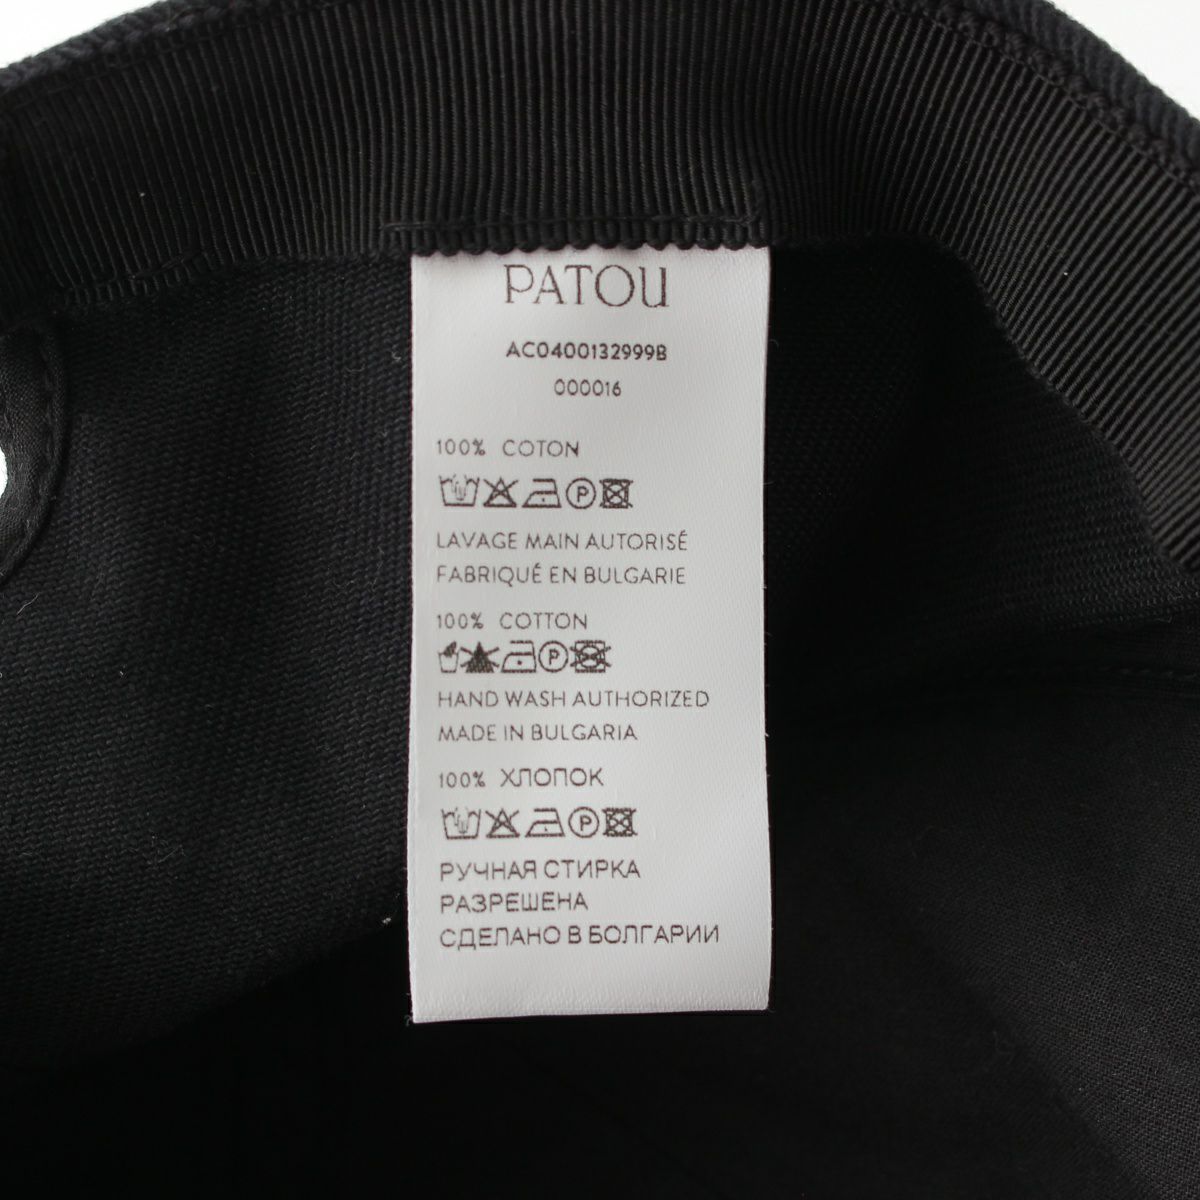 PATOU
AC0400132999B
000016
100% COTON
LAVAGE MAIN AUTORISÉ
FABRIQUÉ EN BULGARIE
100% COTTON
HAND WASH AUTHORIZED
MADE IN BULGARIA
100% ХЛОПОК
РУЧНАЯ СТИРКА
РАЗРЕШЕНА
СДЕЛАНО В БОЛГАРИИ